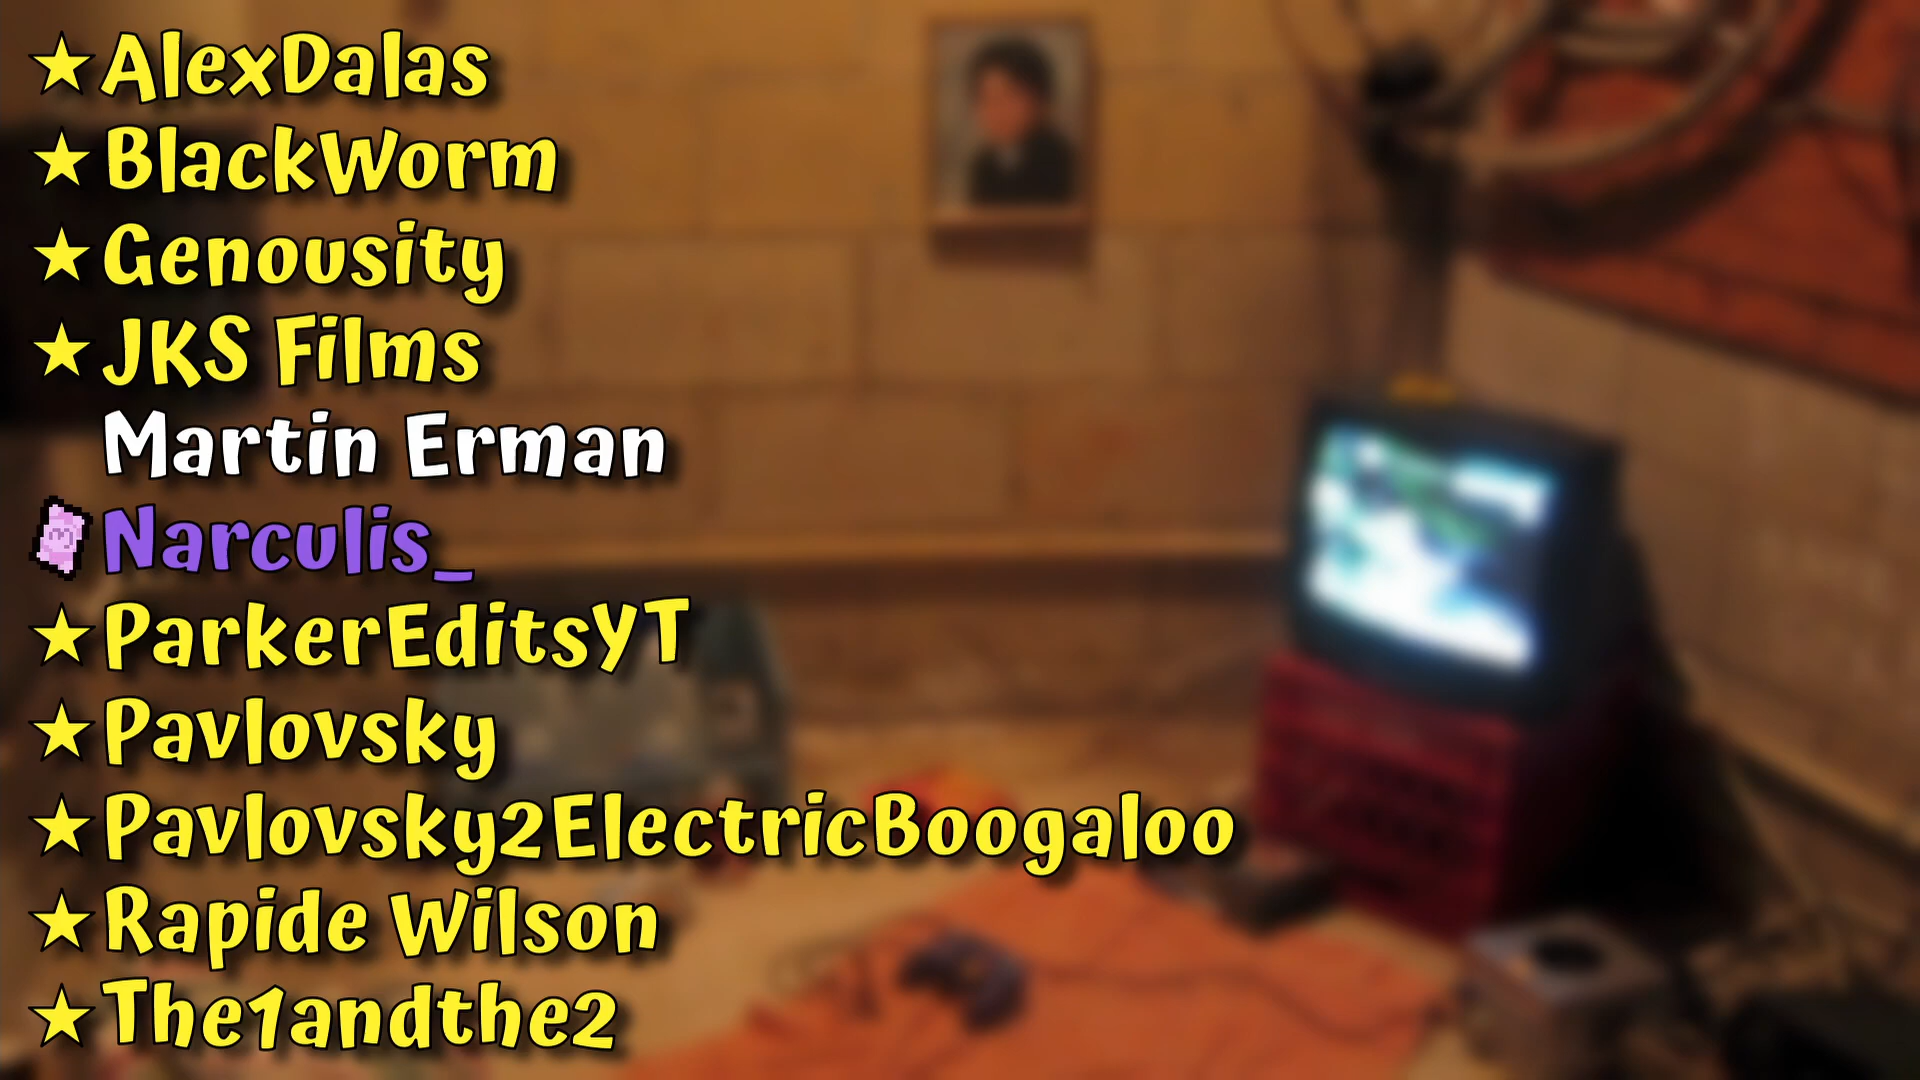 ★AlexDalas
★BlackWorm
★Genousity
★JKS Films
Martin Erman
Narculis_
★ParkerEditsYT
★Pavlovsky
★Pavlovsky2ElectricBoogaloo
★Rapide Wilson
★The1andthe2